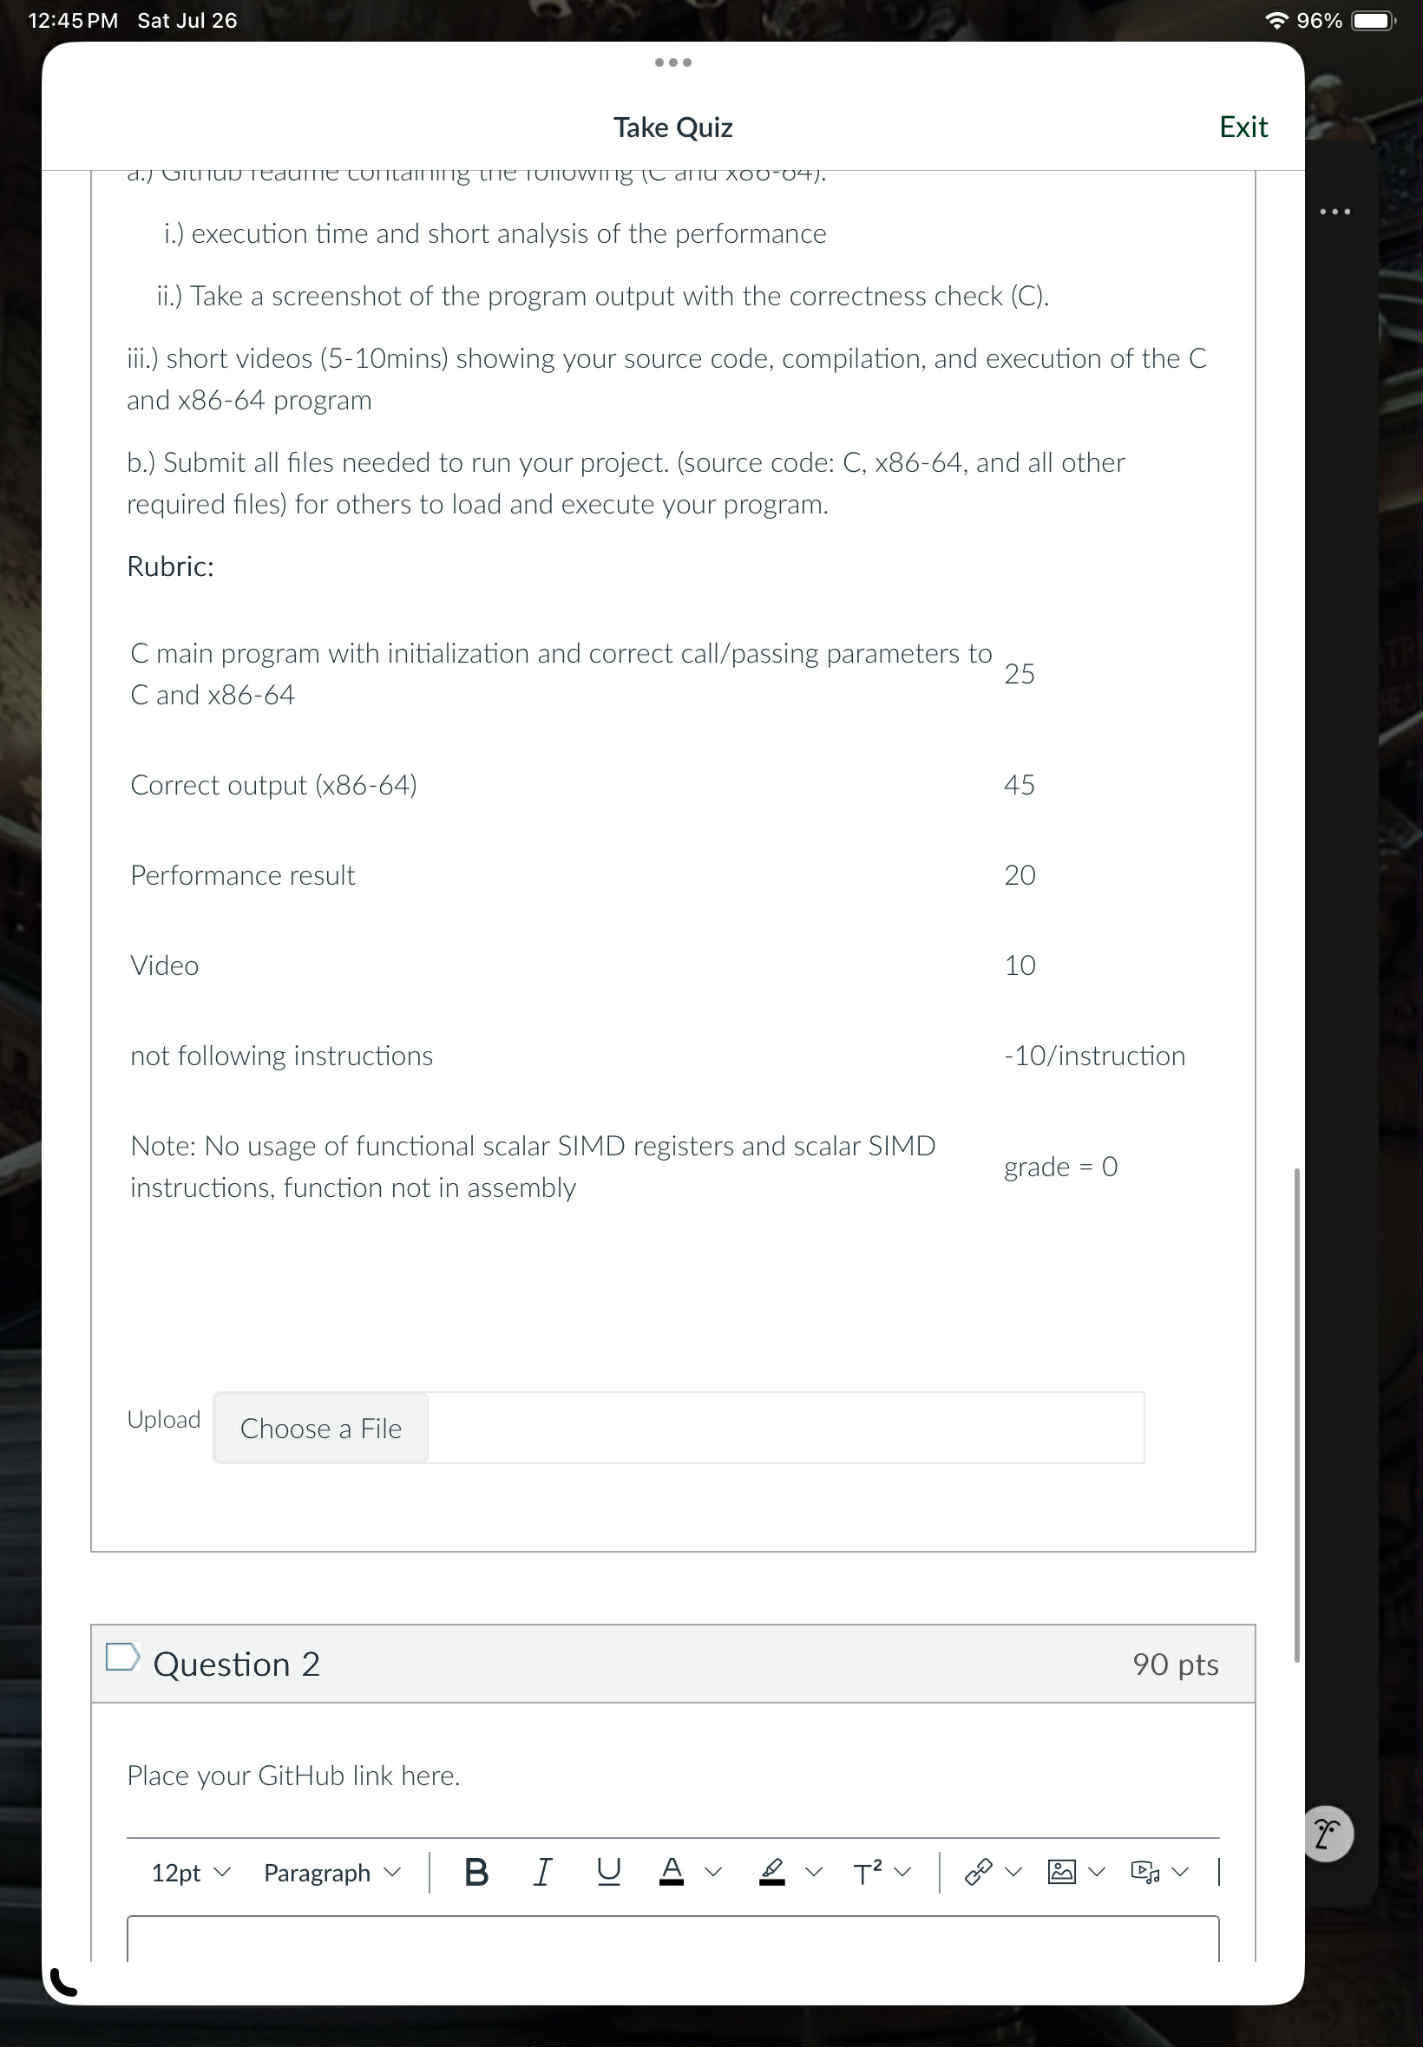 12:45 PM Sat Jul 26
96%
Take Quiz
Exit
a.) Github readme containing the following (C and x86-64):
i.) execution time and short analysis of the performance
ii.) Take a screenshot of the program output with the correctness check (C).
iii.) short videos (5-10mins) showing your source code, compilation, and execution of the C
and x86-64 program
b.) Submit all files needed to run your project. (source code: C, x86-64, and all other
required files) for others to load and execute your program.
Rubric:
C main program with initialization and correct call/passing parameters to
C and x86-64
25
Correct output (x86-64)
45
Performance result
20
Video
10
not following instructions
-10/instruction
Note: No usage of functional scalar SIMD registers and scalar SIMD
instructions, function not in assembly
grade = 0
Upload
Choose a File
Question 2
90 pts
Place your GitHub link here.
12pt
Paragraph
B I U A T²